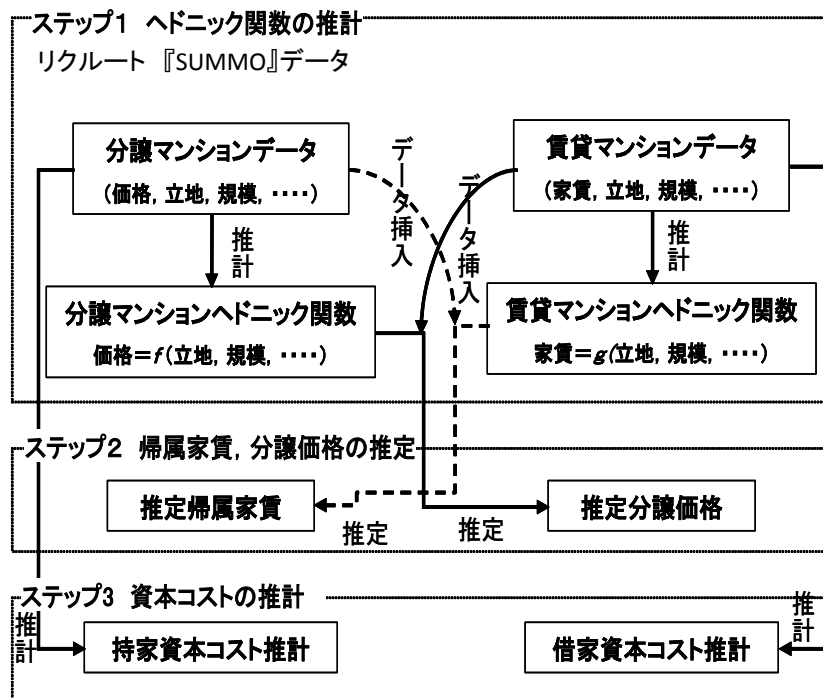 ステップ1 ヘドニック関数の推計
リクルート 『SUMMO』データ
分譲マンションデータ
(価格, 立地, 規模, ････)
データ挿入
データ挿入
賃貸マンションデータ
(家賃, 立地, 規模, ････)
推計
推計
分譲マンションヘドニック関数
価格=f(立地, 規模, ････)
賃貸マンションヘドニック関数
家賃=g(立地, 規模, ････)
ステップ2 帰属家賃, 分譲価格の推定
推定帰属家賃
推定
推定
推定分譲価格
ステップ3 資本コストの推計
推計
持家資本コスト推計
借家資本コスト推計
推計